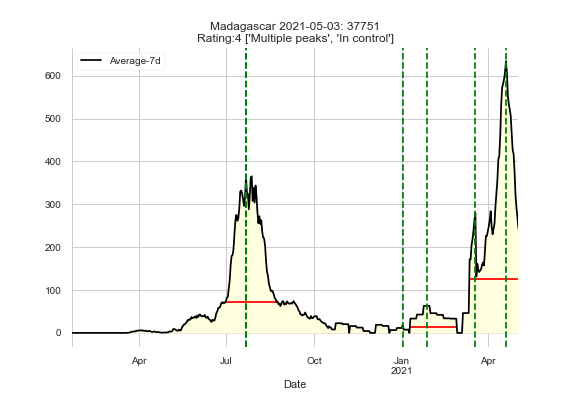 Madagascar 2021-05-03: 37751
Rating:4 ['Multiple peaks', 'In control']
Average-7d
600
500
400
300
200
100
0
Apr
Jul
Oct
Jan
2021
Apr
Date